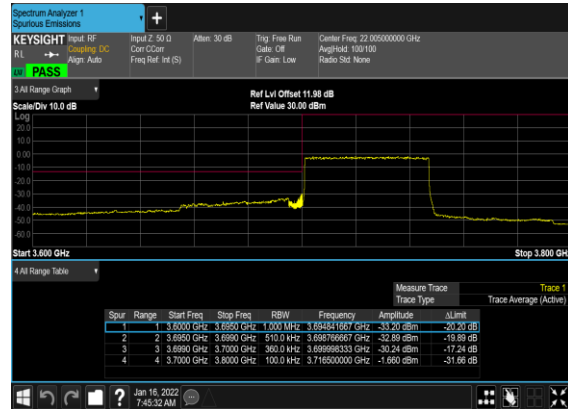 Spectrum Analyzer 1
Spurious Emissions
+
KEYSIGHT Input: RF Input Z: 50 Ω Atten: 30 dB Trig: Free Run Center Freq: 22.005000000 GHz
RL Coupling: DC Corr CCorr Gate: Off Avg|Hold: 100/100
Align: Auto Freq Ref: Int (S) IF Gain: Low Radio Std: None
LW PASS
3 All Range Graph
Ref Lvl Offset 11.98 dB
Scale/Div 10.0 dB Ref Value 30.00 dBm
Log
20.0
10.0
0.00
-10.0
-20.0
-30.0
-40.0
-50.0
-60.0
Start 3.600 GHz Stop 3.800 GH
4 All Range Table
Measure Trace Trace 1
Trace Type Trace Average (Active)
Spur Range Start Freq Stop Freq RBW Frequency Amplitude ΔLimit
1 1 3.6000 GHz 3.6950 GHz 1.000 MHz 3.694841667 GHz -33.20 dBm -20.20 dB
2 2 3.6950 GHz 3.6990 GHz 510.0 kHz 3.698766667 GHz -32.89 dBm -19.89 dB
3 3 3.6990 GHz 3.7000 GHz 360.0 kHz 3.699998333 GHz -30.24 dBm -17.24 dB
4 4 3.7000 GHz 3.8000 GHz 100.0 kHz 3.716500000 GHz -1.660 dBm -31.66 dB
? Jan 16, 2022
7:45:32 AM